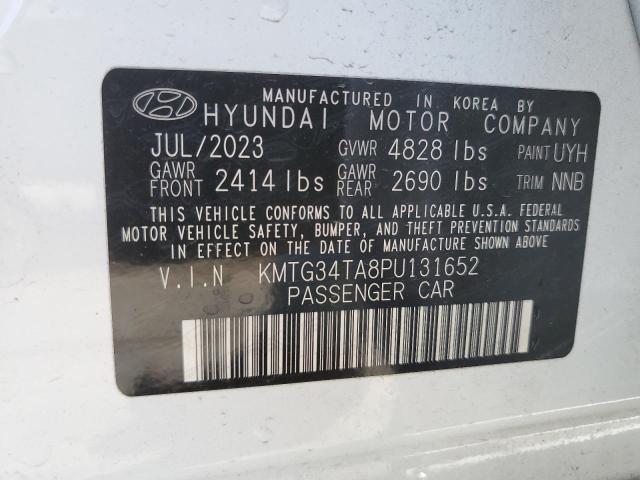 MANUFACTURED IN KOREA BY
HYUNDAI MOTOR COMPANY
JUL/2023 GVWR 4828 lbs PAINT UYH
GAWR FRONT 2414 lbs GAWR REAR 2690 lbs TRIM NNB
THIS VEHICLE CONFORMS TO ALL APPLICABLE U.S.A. FEDERAL
MOTOR VEHICLE SAFETY, BUMPER, AND THEFT PREVENTION STANDARDS
IN EFFECT ON THE DATE OF MANUFACTURE SHOWN ABOVE
V.I.N KMTG34TA8PU131652
PASSENGER CAR